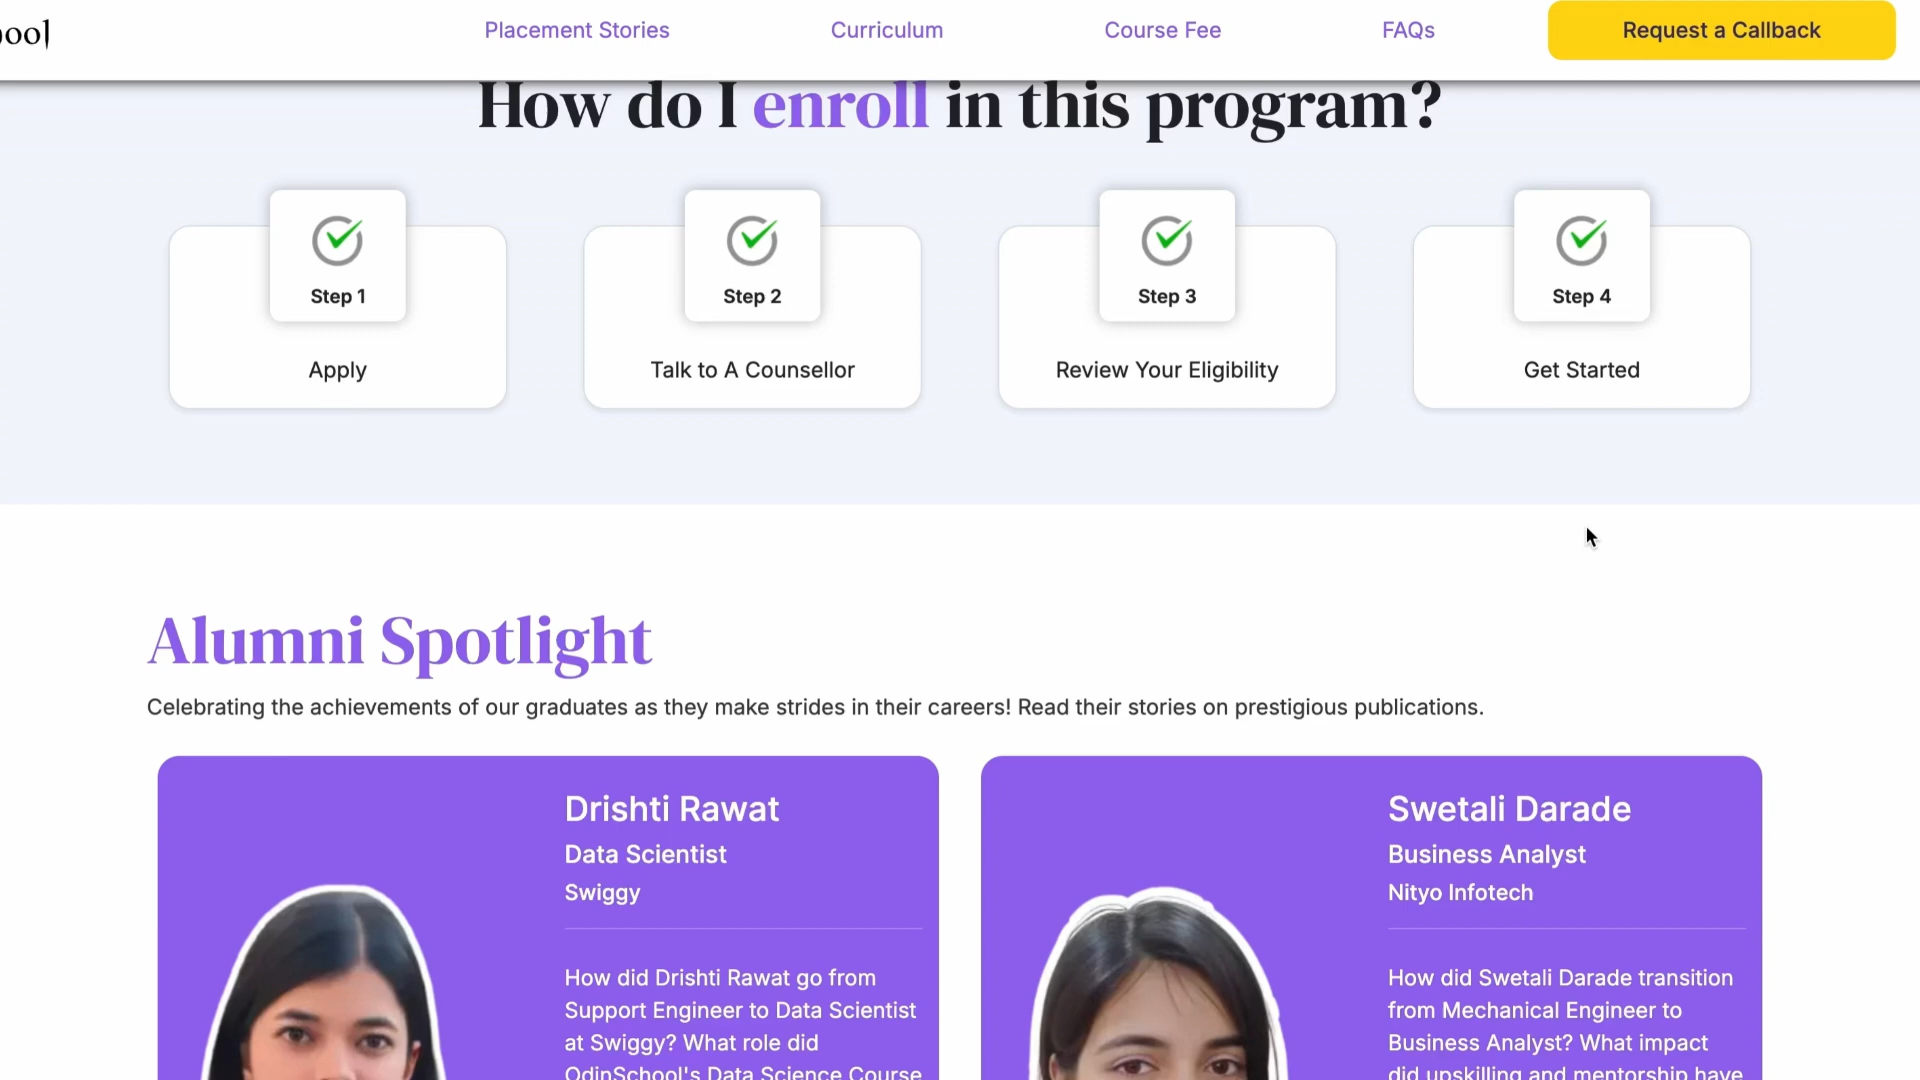 Placement Stories
Curriculum
Course Fee
FAQs
Request a Callback
How do I enroll in this program?
Step 1
Apply
Step 2
Talk to A Counsellor
Step 3
Review Your Eligibility
Step 4
Get Started
Alumni Spotlight
Celebrating the achievements of our graduates as they make strides in their careers! Read their stories on prestigious publications.
Drishti Rawat
Data Scientist
Swiggy
How did Drishti Rawat go from
Support Engineer to Data Scientist
at Swiggy? What role did
OdinSchool's Data Science Course
Swetali Darade
Business Analyst
Nityo Infotech
How did Swetali Darade transition
from Mechanical Engineer to
Business Analyst? What impact
did upskilling and mentorship have